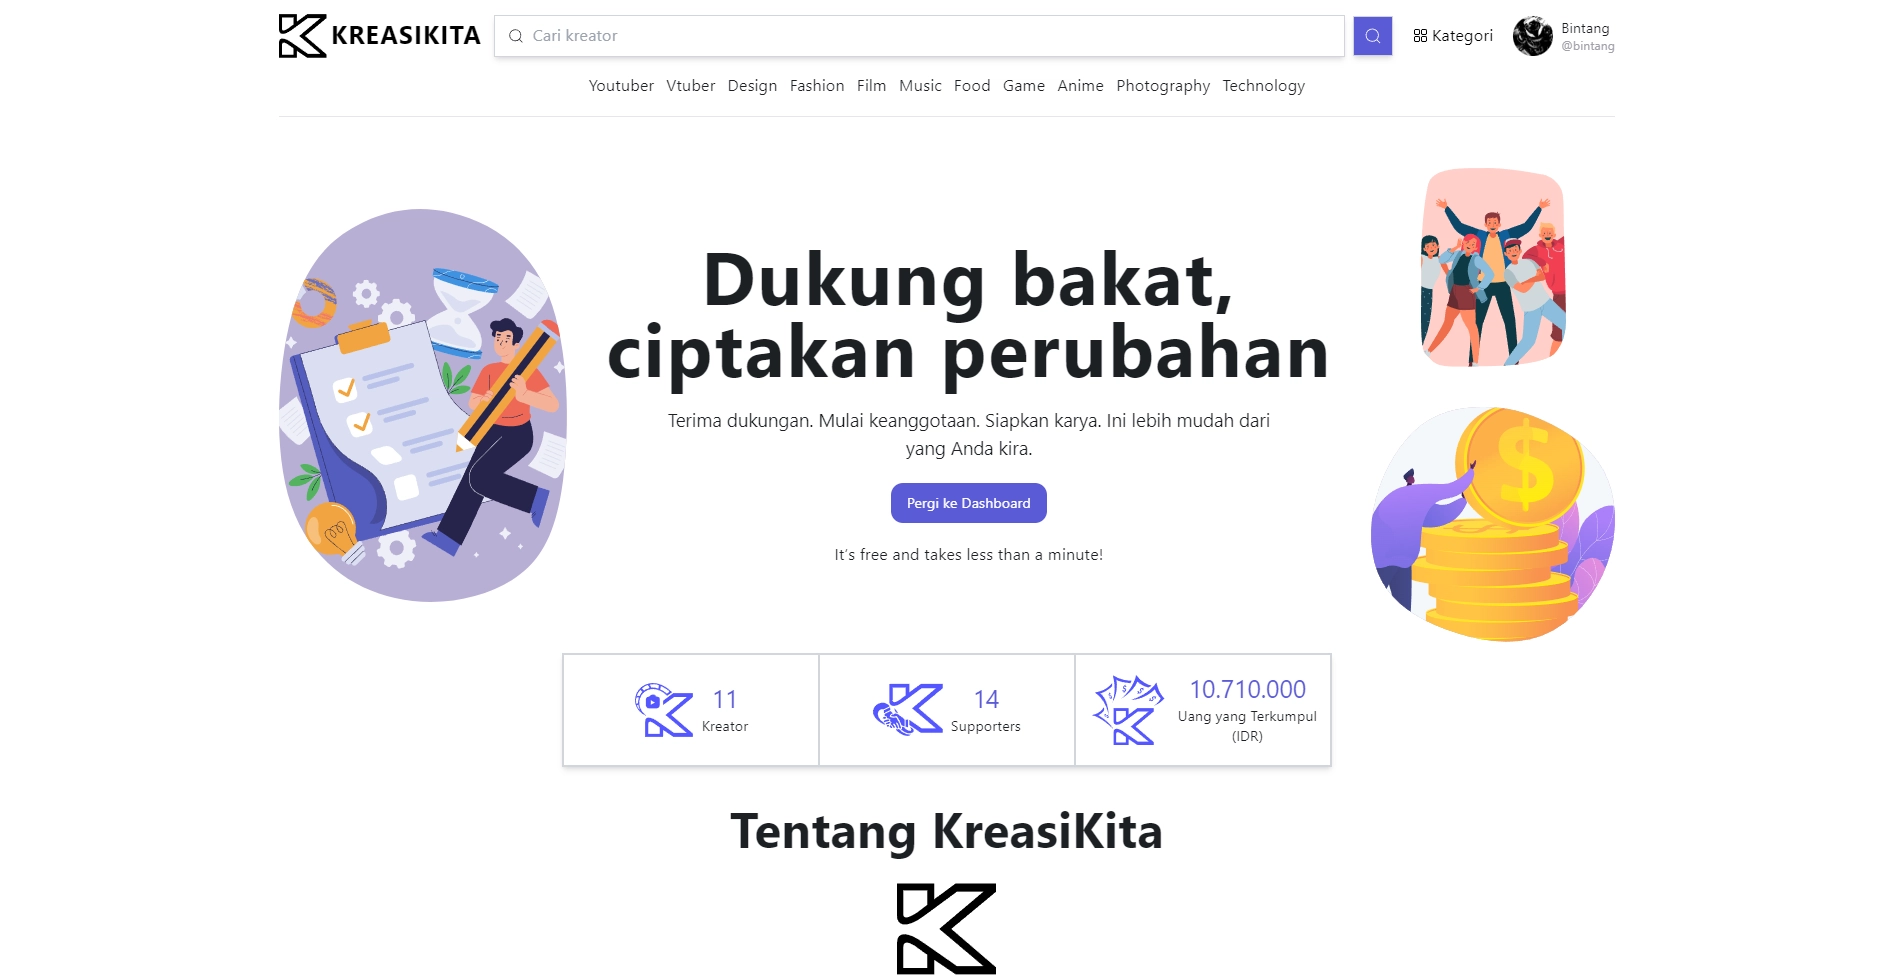 KREASIKITA
Cari kreator
Kategori
Bintang
@bintang
Youtuber Vtuber Design Fashion Film Music Food Game Anime Photography Technology
Dukung bakat,
ciptakan perubahan
Terima dukungan. Mulai keanggotaan. Siapkan karya. Ini lebih mudah dari
yang Anda kira.
Pergi ke Dashboard
It's free and takes less than a minute!
$
11
Kreator
14
Supporters
10.710.000
Uang yang Terkumpul
(IDR)
Tentang KreasiKita